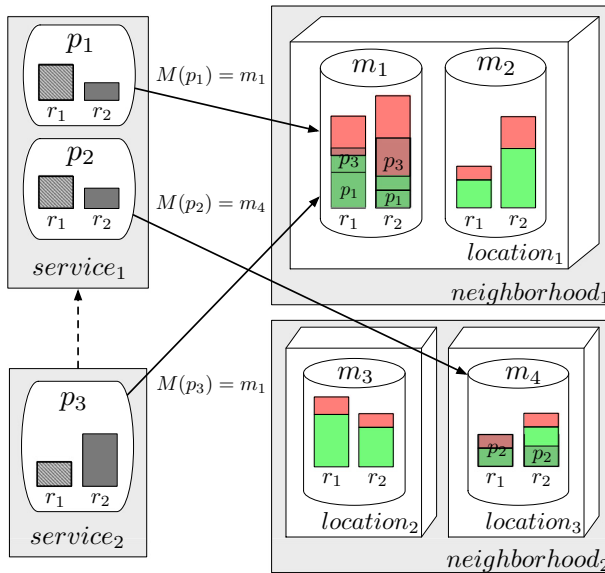 p₁
r₁ r₂
p₂
r₁ r₂
service₁
p₃
r₁ r₂
service₂
M(p₁) = m₁
M(p₂) = m₄
M(p₃) = m₁
m₁
p₃ p₃
p₁ p₁
r₁ r₂
m₂
r₁ r₂
location₁
neighborhood₁
m₃
r₁ r₂
location₂
m₄
p₂ p₂
r₁ r₂
location₃
neighborhood₂